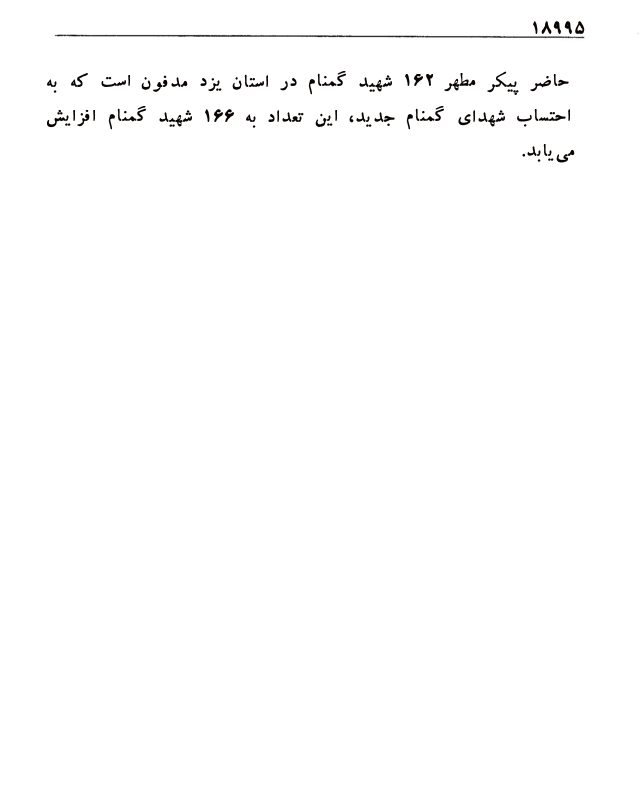 ۱۸۹۹۵
حاضر پیکر مطهر ۱۶۲ شهید گمنام در استان یزد مدفون است که به
احتساب شهدای گمنام جدید، این تعداد به ۱۶۶ شهید گمنام افزایش
می‌یابد.